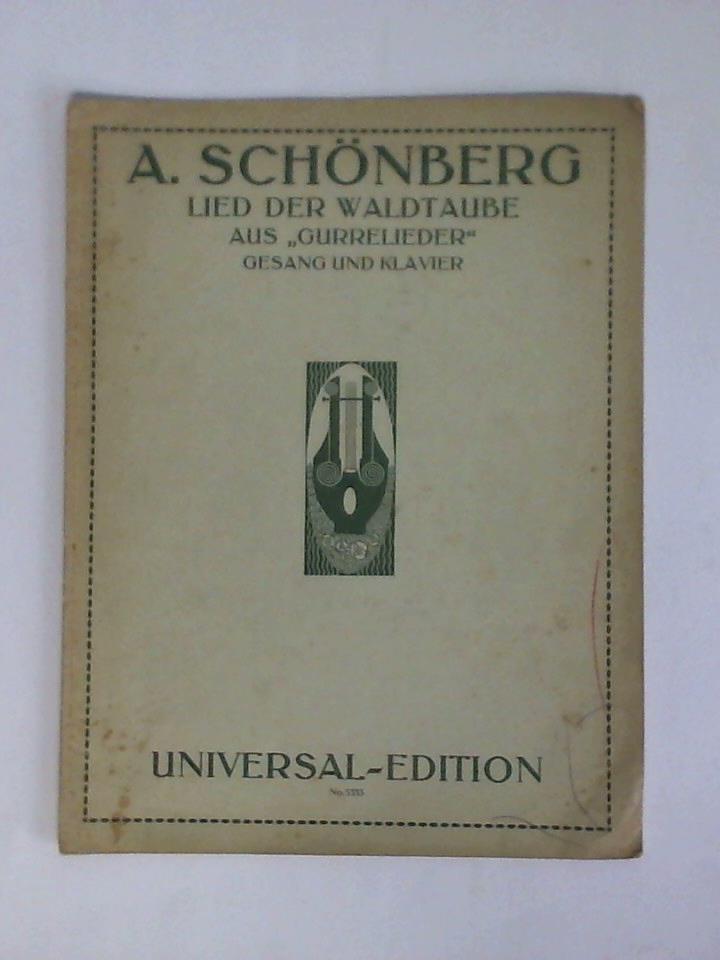 A. SCHÖNBERG
LIED DER WALDTAUBE
AUS „GURRELIEDER“
GESANG UND KLAVIER
UNIVERSAL-EDITION